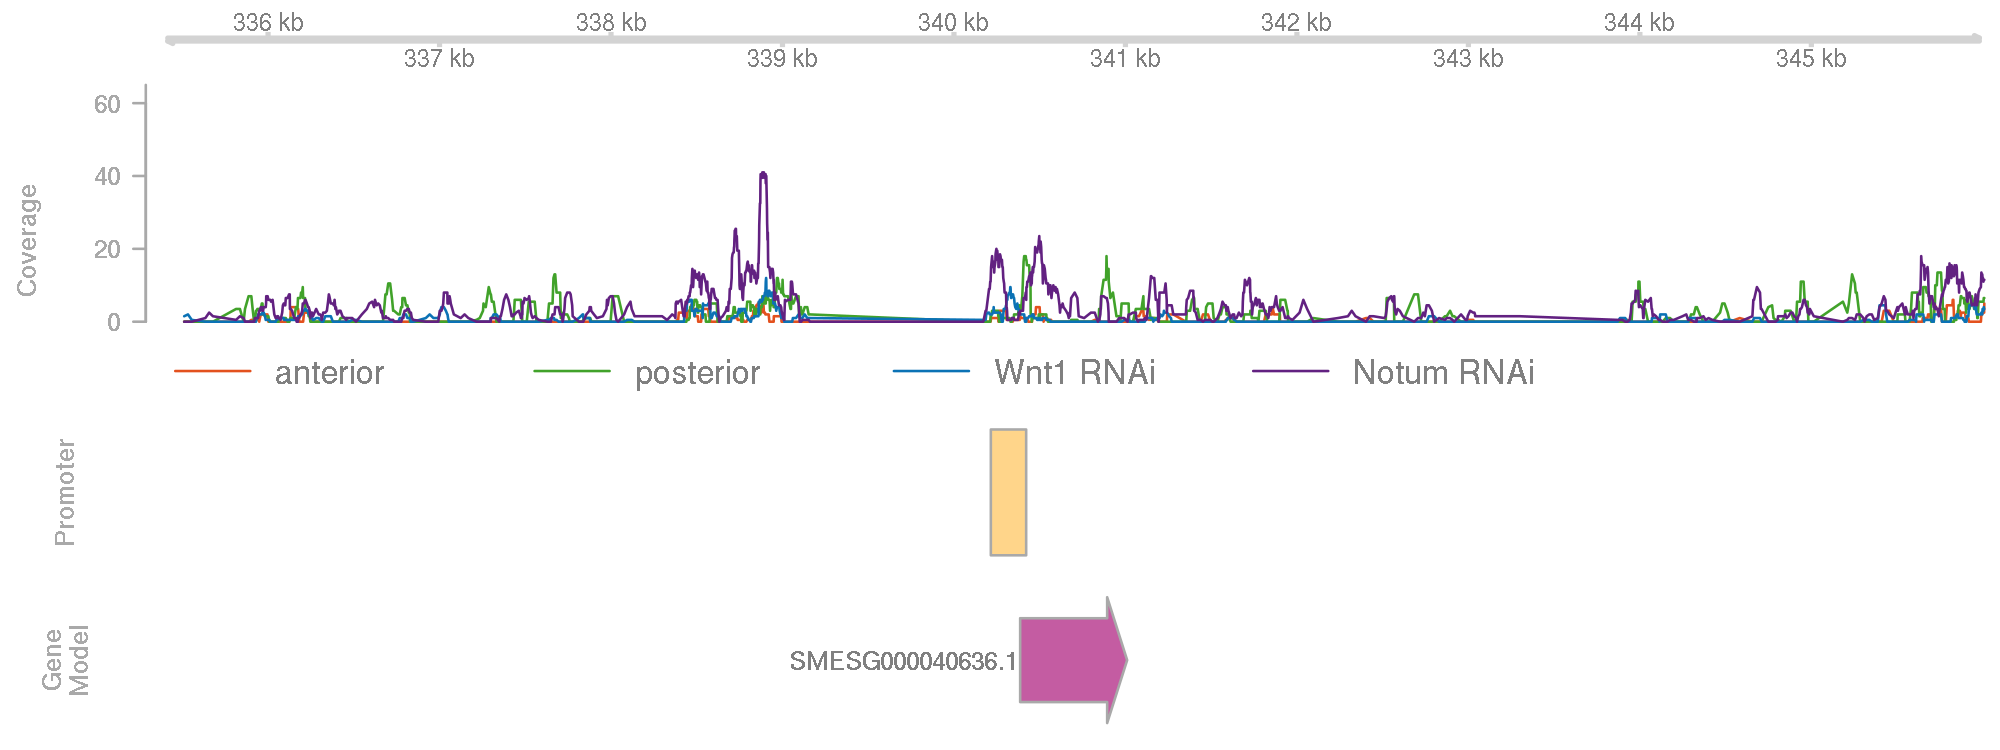 336 kb 338 kb 340 kb 342 kb 344 kb
337 kb 339 kb 341 kb 343 kb 345 kb
60
40
20
0
Coverage
anterior posterior Wnt1 RNAi Notum RNAi
Promoter
Gene
Model
SMESG000040636.1